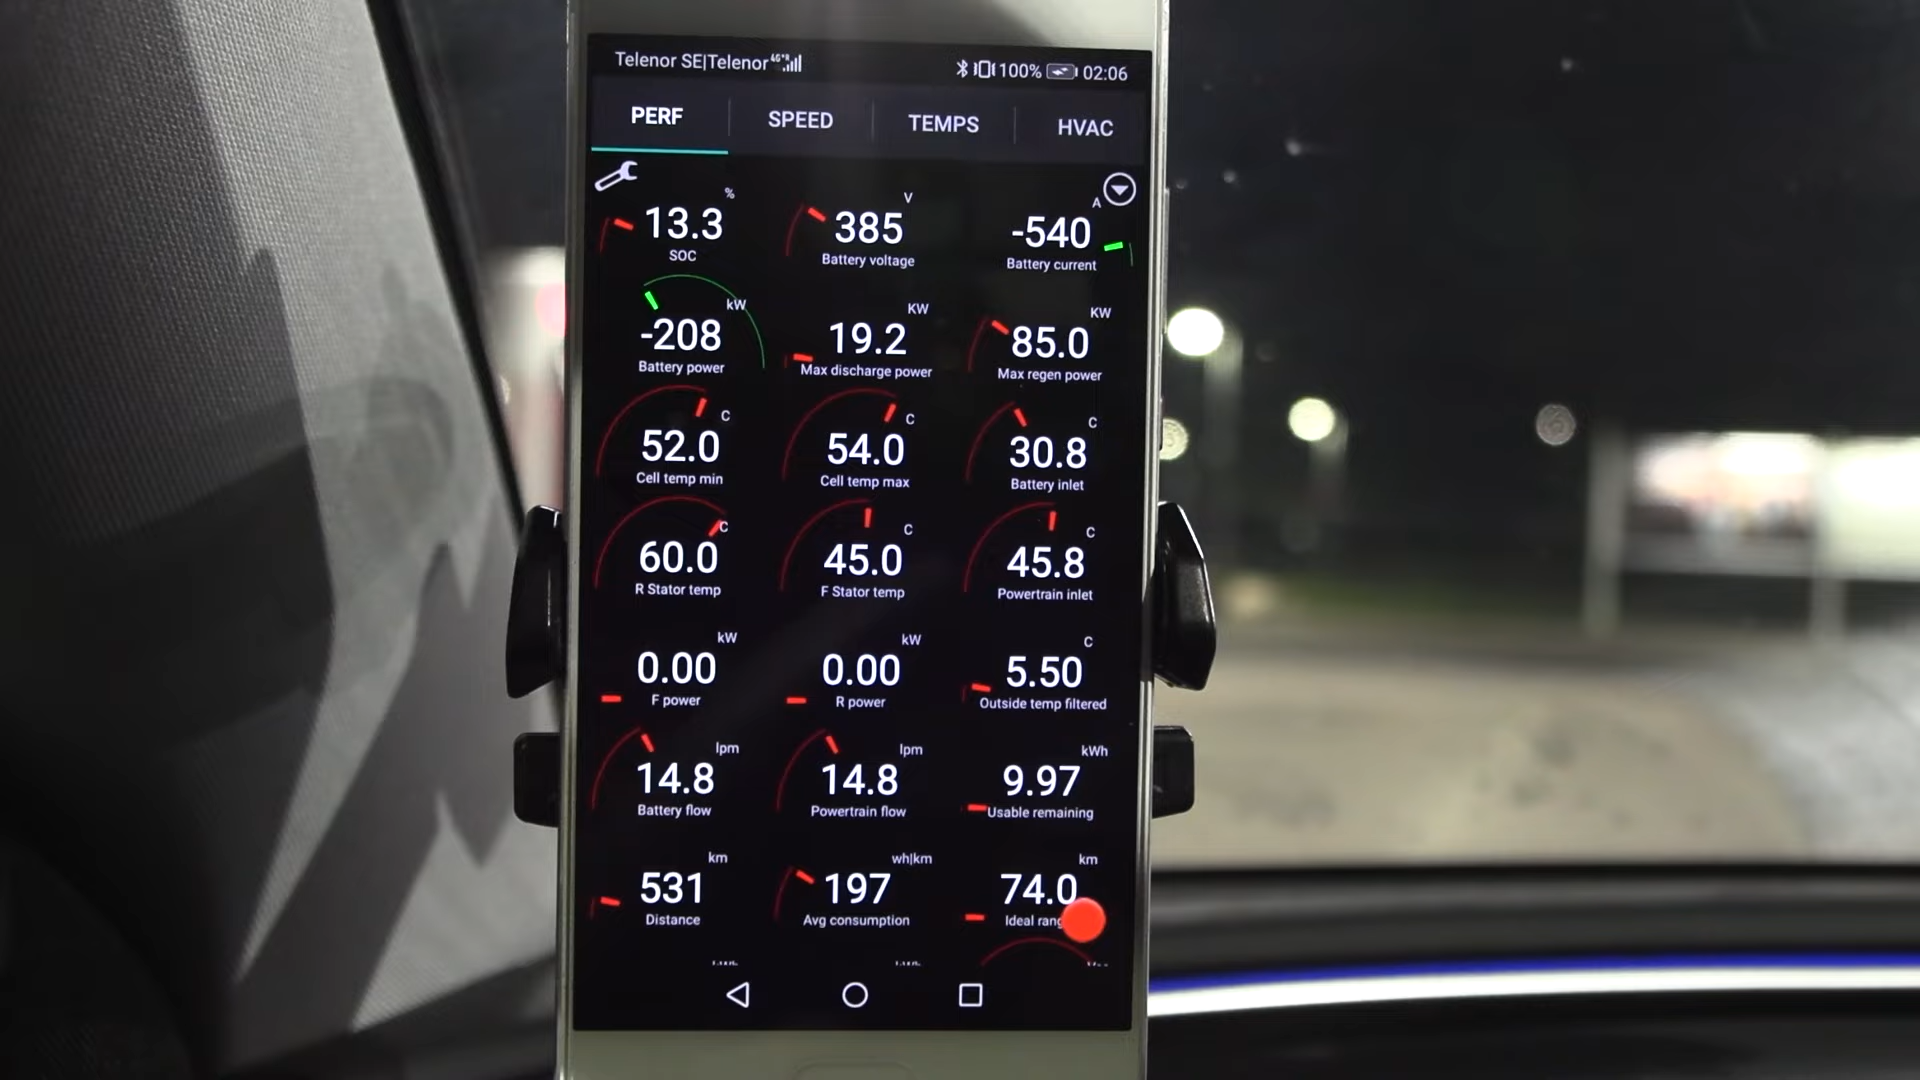 Telenor SE|Telenor 4G+ 100% 02:06
PERF SPEED TEMPS HVAC
% V A
13.3 385 -540
SOC Battery voltage Battery current
kW KW KW
-208 19.2 85.0
Battery power Max discharge power Max regen power
C C C
52.0 54.0 30.8
Cell temp min Cell temp max Battery inlet
C C C
60.0 45.0 45.8
R Stator temp F Stator temp Powertrain inlet
kW kW C
0.00 0.00 5.50
F power R power Outside temp filtered
lpm lpm kWh
14.8 14.8 9.97
Battery flow Powertrain flow Usable remaining
km wh|km km
531 197 74.0
Distance Avg consumption Ideal rang